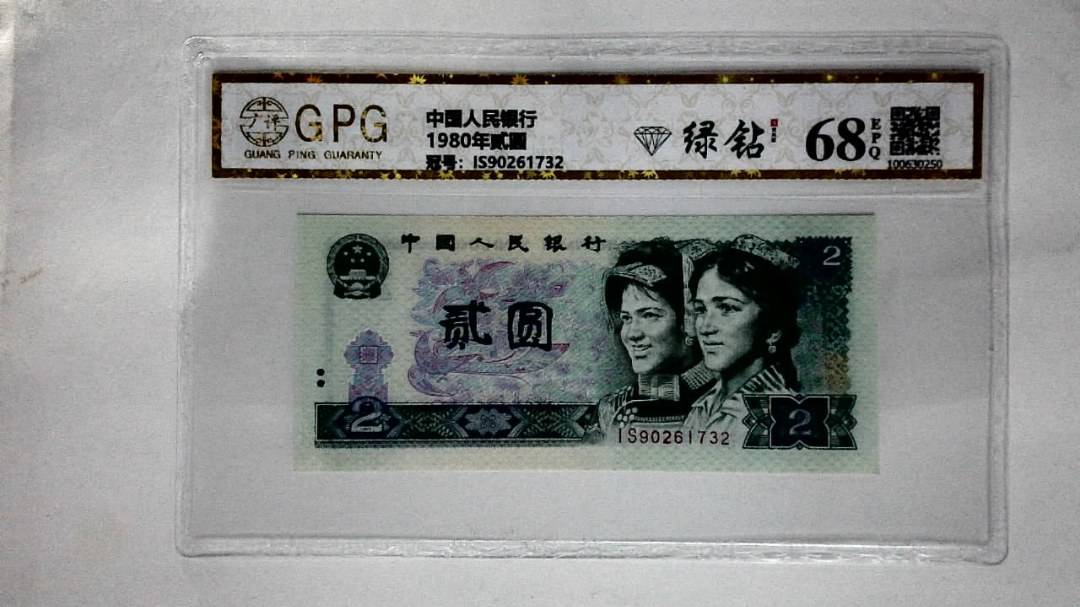 GPG
GUANG PING GUARANTY
中国人民银行
1980年贰圆
冠号：IS90261732
绿钻
68
EPQ
100630250
中国人民银行
2
贰圆
2
IS90261732
2